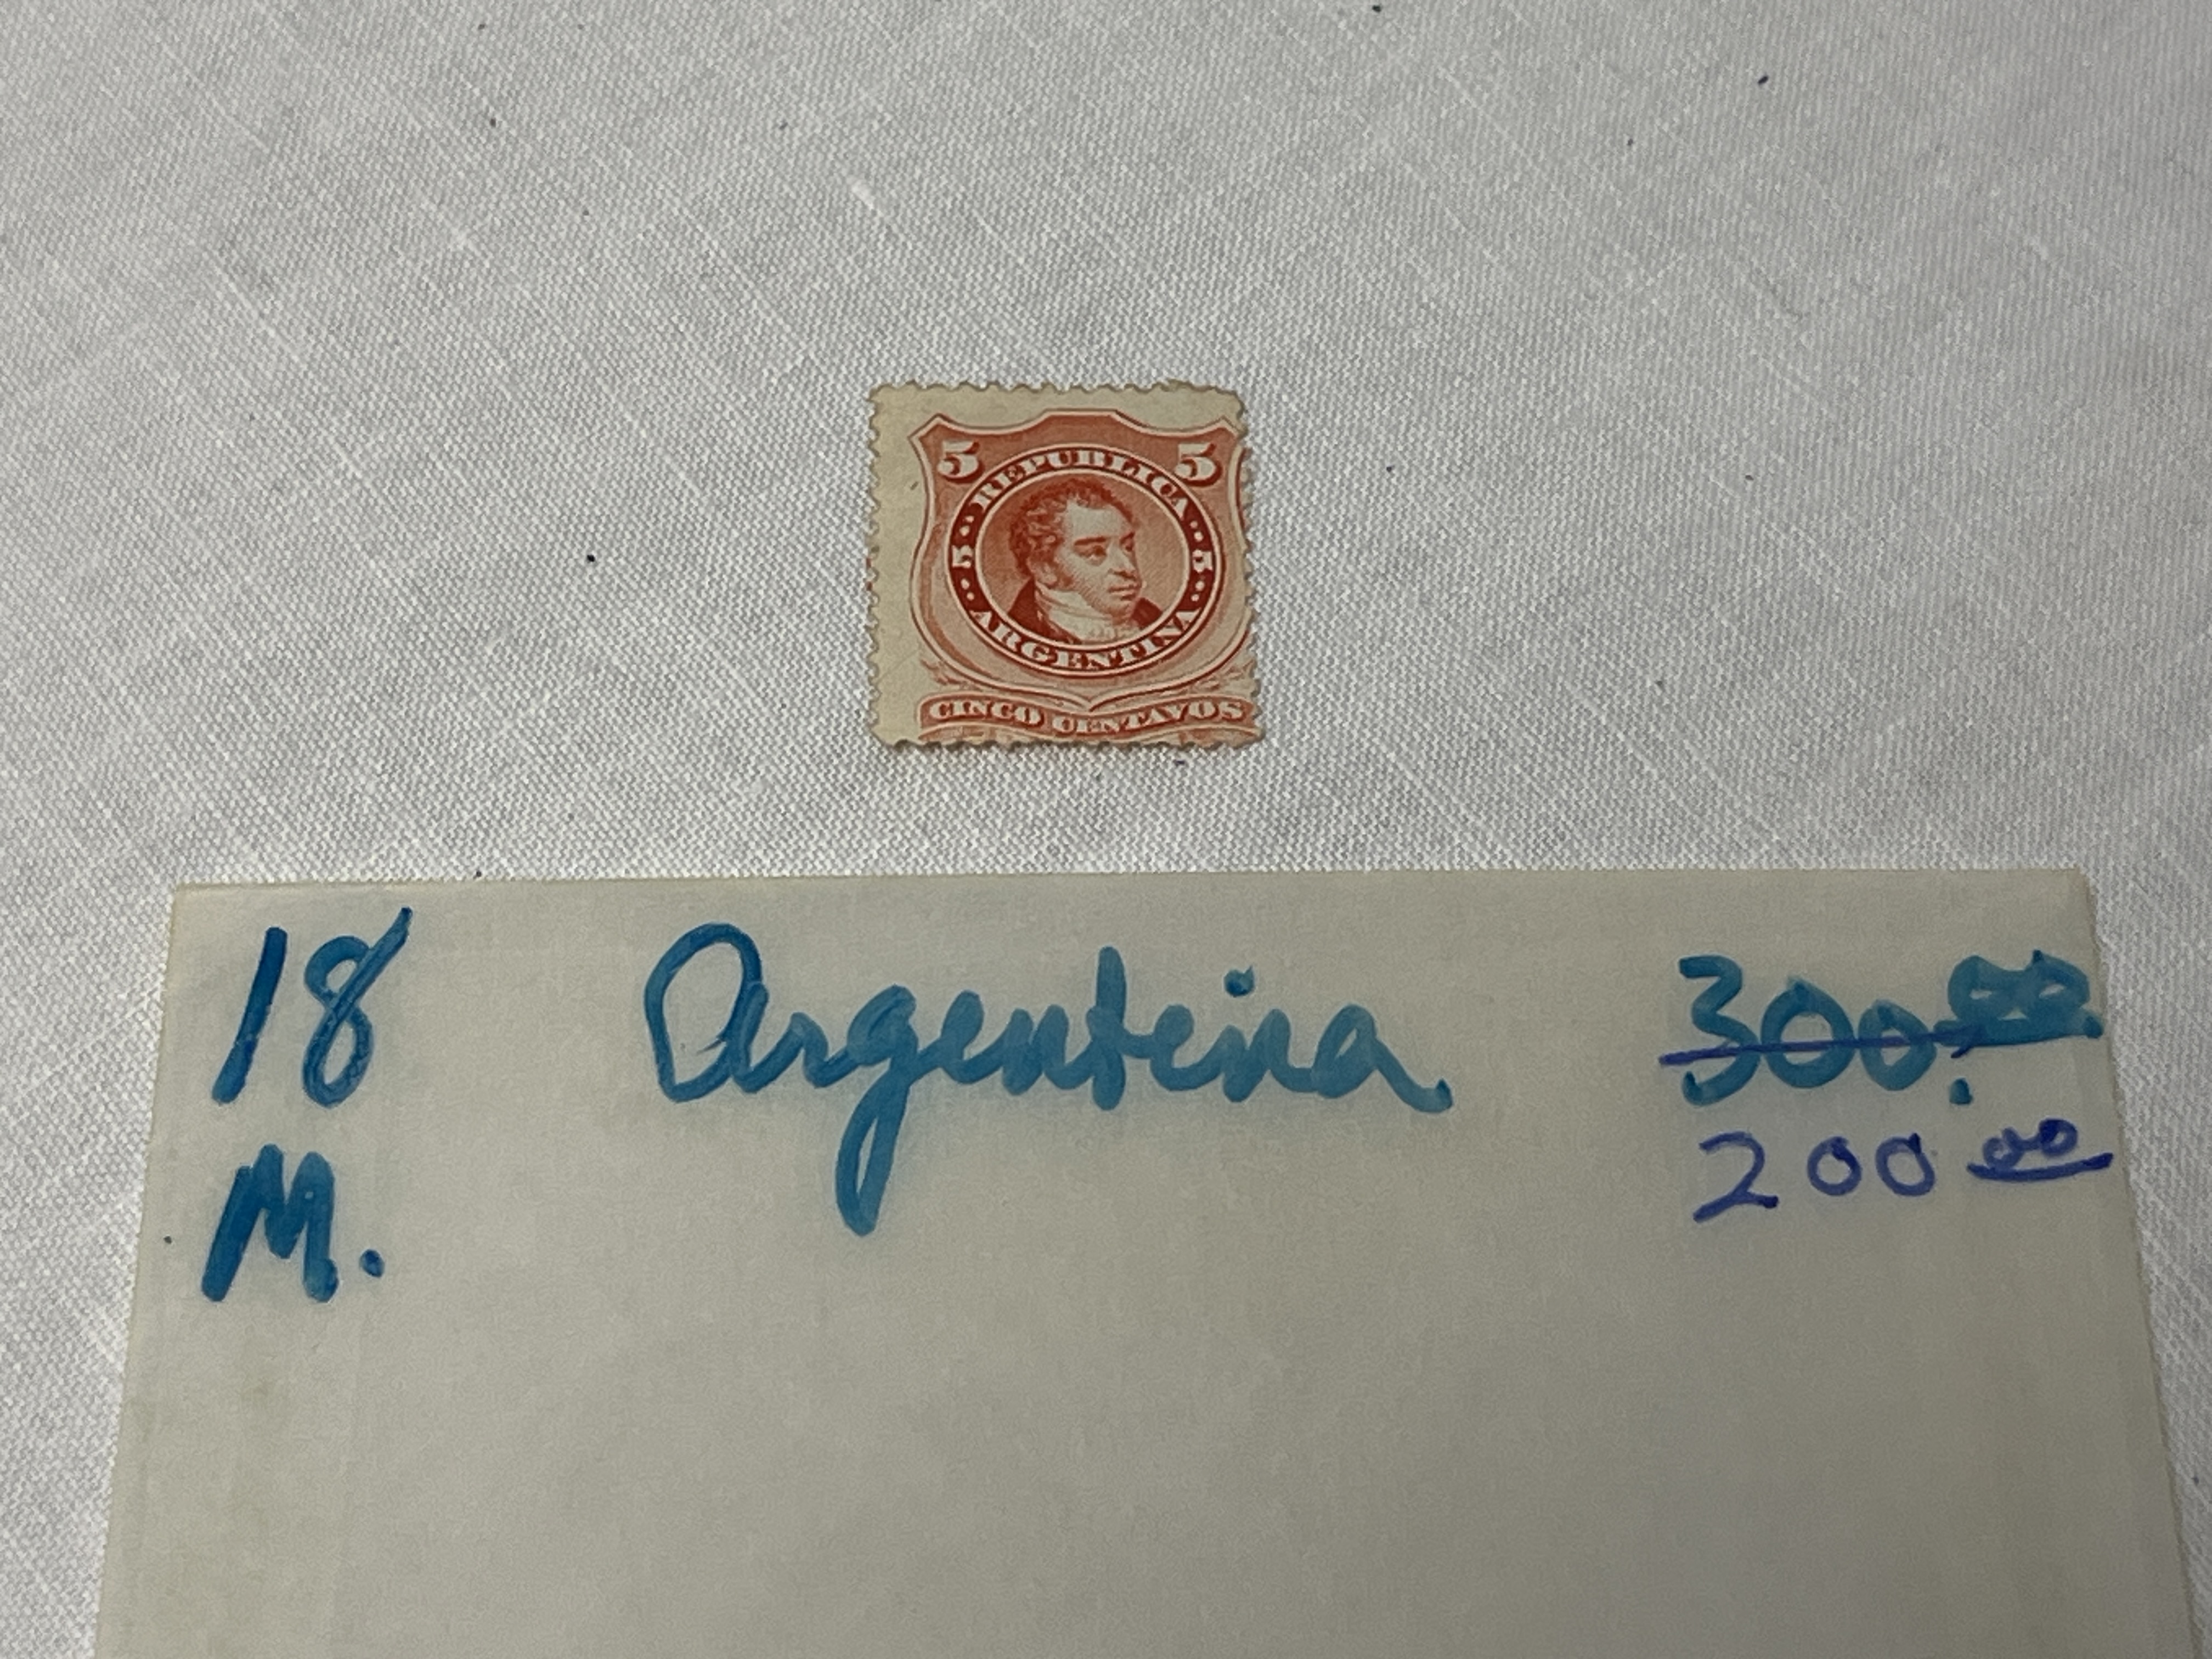 5 5
REPUBLICA
5 5
ARGENTINA
CINCO CENTAVOS
18 Argentina 300.00
M. 200 00